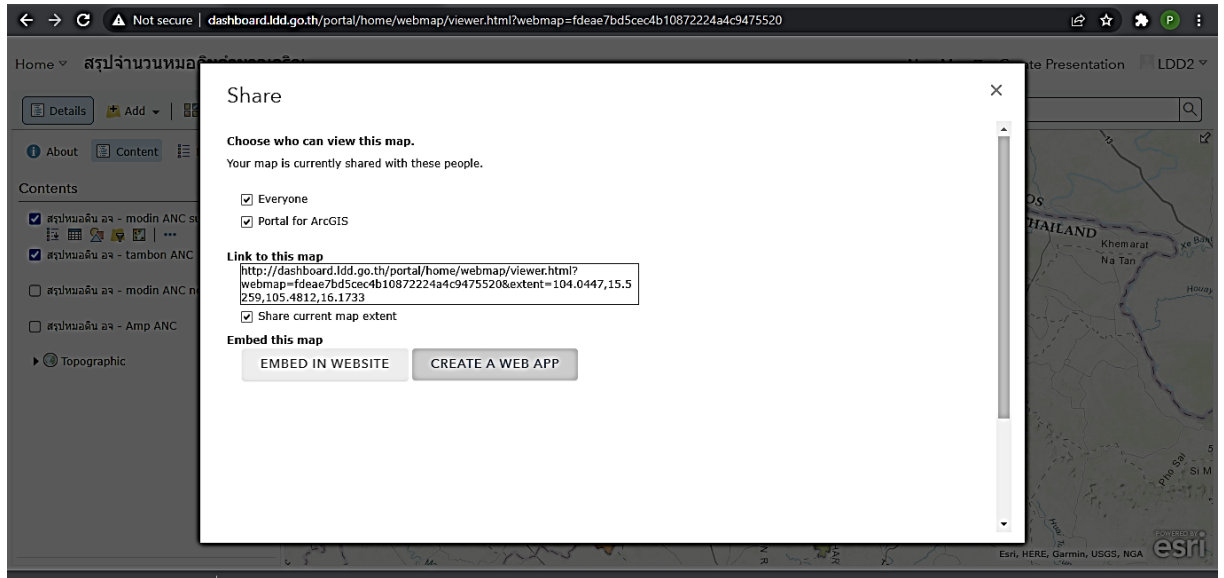 Not secure | dashboard.ldd.go.th/portal/home/webmap/viewer.html?webmap=fdeae7bd5cec4b10872224a4c9475520
P
Home สรุปจำนวนหมอดิน
Create Presentation LDD2
Details Add
About Content
Contents
สรุปหมอดิน อจ - modin ANC
สรุปหมอดิน อจ - tambon ANC
สรุปหมอดิน อจ - modin ANC
สรุปหมอดิน อจ - Amp ANC
Topographic
Share
Choose who can view this map.
Your map is currently shared with these people.
Everyone
Portal for ArcGIS
Link to this map
http://dashboard.ldd.go.th/portal/home/webmap/viewer.html?
webmap=fdeae7bd5cec4b10872224a4c9475520&extent=104.0447,15.5
259,105.4812,16.1733
Share current map extent
Embed this map
EMBED IN WEBSITE CREATE A WEB APP
THAILAND
Khemarat
Na Tan
Esri, HERE, Garmin, USGS, NGA
POWERED BY
esri